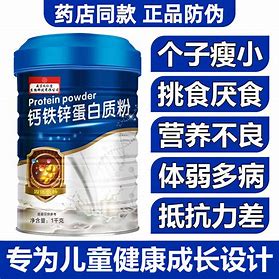 药店同款 正品防伪
Protein powder
钙铁锌蛋白质粉
净含量：1千克
个子瘦小
挑食厌食
营养不良
体弱多病
抵抗力差
专为儿童健康成长设计